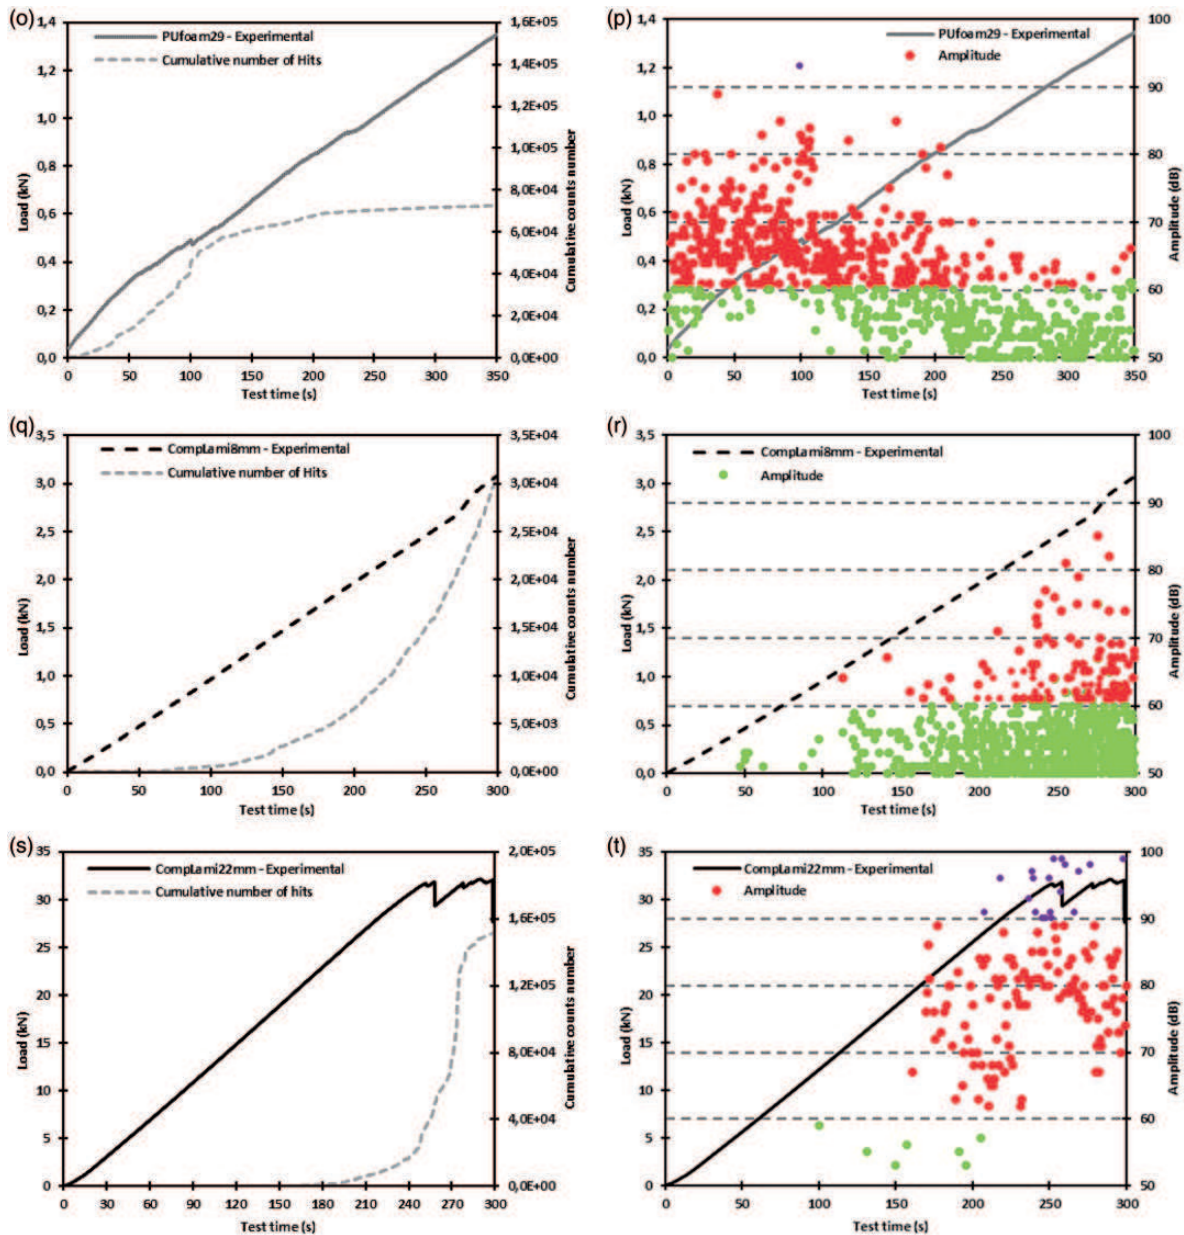 (o)
1,4
1,2
1,0
0,8
0,6
0,4
0,2
0,0
Load (kN)
PUfoam29 - Experimental
Cumulative number of Hits
1,6E+05
1,4E+05
1,2E+05
1,0E+05
8,0E+04
6,0E+04
4,0E+04
2,0E+04
0,0E+00
Cumulative counts number
0 50 100 150 200 250 300 350
Test time (s)
(p)
1,4
1,2
1,0
0,8
0,6
0,4
0,2
0,0
Load (kN)
PUfoam29 - Experimental
Amplitude
100
90
80
70
60
50
Amplitude (dB)
0 50 100 150 200 250 300 350
Test time (s)
(q)
3,5
3,0
2,5
2,0
1,5
1,0
0,5
0,0
Load (kN)
CompLami8mm - Experimental
Cumulative number of Hits
3,5E+04
3,0E+04
2,5E+04
2,0E+04
1,5E+04
1,0E+04
5,0E+03
0,0E+00
Cumulative counts number
0 50 100 150 200 250 300
Test time (s)
(r)
3,5
3,0
2,5
2,0
1,5
1,0
0,5
0,0
Load (kN)
CompLami8mm - Experimental
Amplitude
100
90
80
70
60
50
Amplitude (dB)
0 50 100 150 200 250 300
Test time (s)
(s)
35
30
25
20
15
10
5
0
Load (kN)
CompLami22mm - Experimental
Cumulative number of hits
2,0E+05
1,6E+05
1,2E+05
8,0E+04
4,0E+04
0,0E+00
Cumulative counts number
0 30 60 90 120 150 180 210 240 270 300
Test time (s)
(t)
35
30
25
20
15
10
5
0
Load (kN)
CompLami22mm - Experimental
Amplitude
100
90
80
70
60
50
Amplitude (dB)
0 50 100 150 200 250 300
Test time (s)